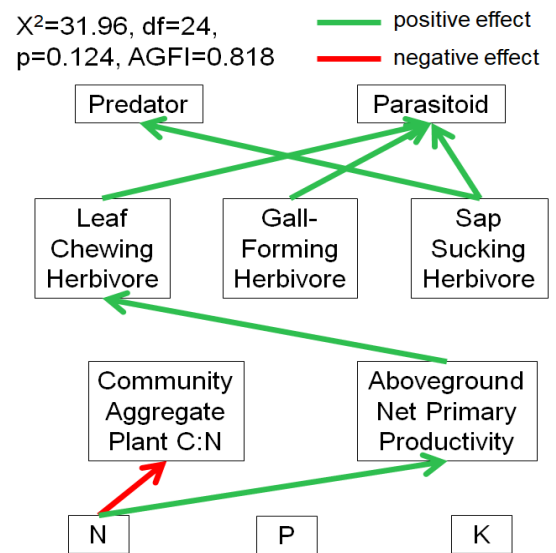 X²=31.96, df=24,
p=0.124, AGFI=0.818
positive effect
negative effect
Predator
Parasitoid
Leaf
Chewing
Herbivore
Gall-
Forming
Herbivore
Sap
Sucking
Herbivore
Community
Aggregate
Plant C:N
Aboveground
Net Primary
Productivity
N
P
K